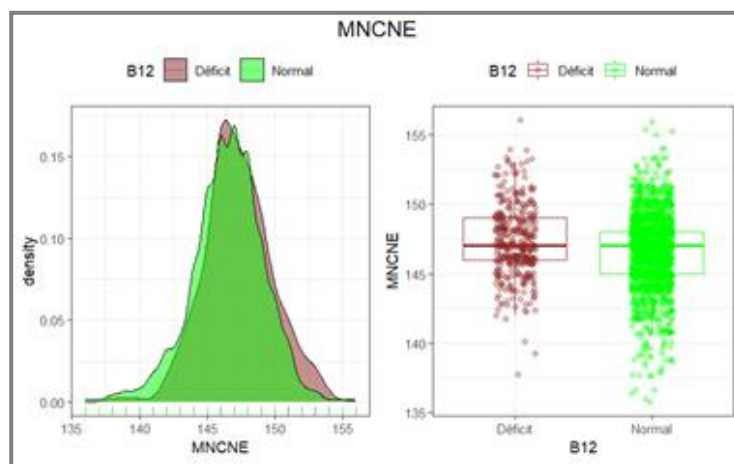 MNCNE
B12 Déficit Normal
density
0.15
0.10
0.05
0.00
135 140 145 150 155
MNCNE
B12 Déficit Normal
MNCNE
155
150
145
140
135
Déficit Normal
B12